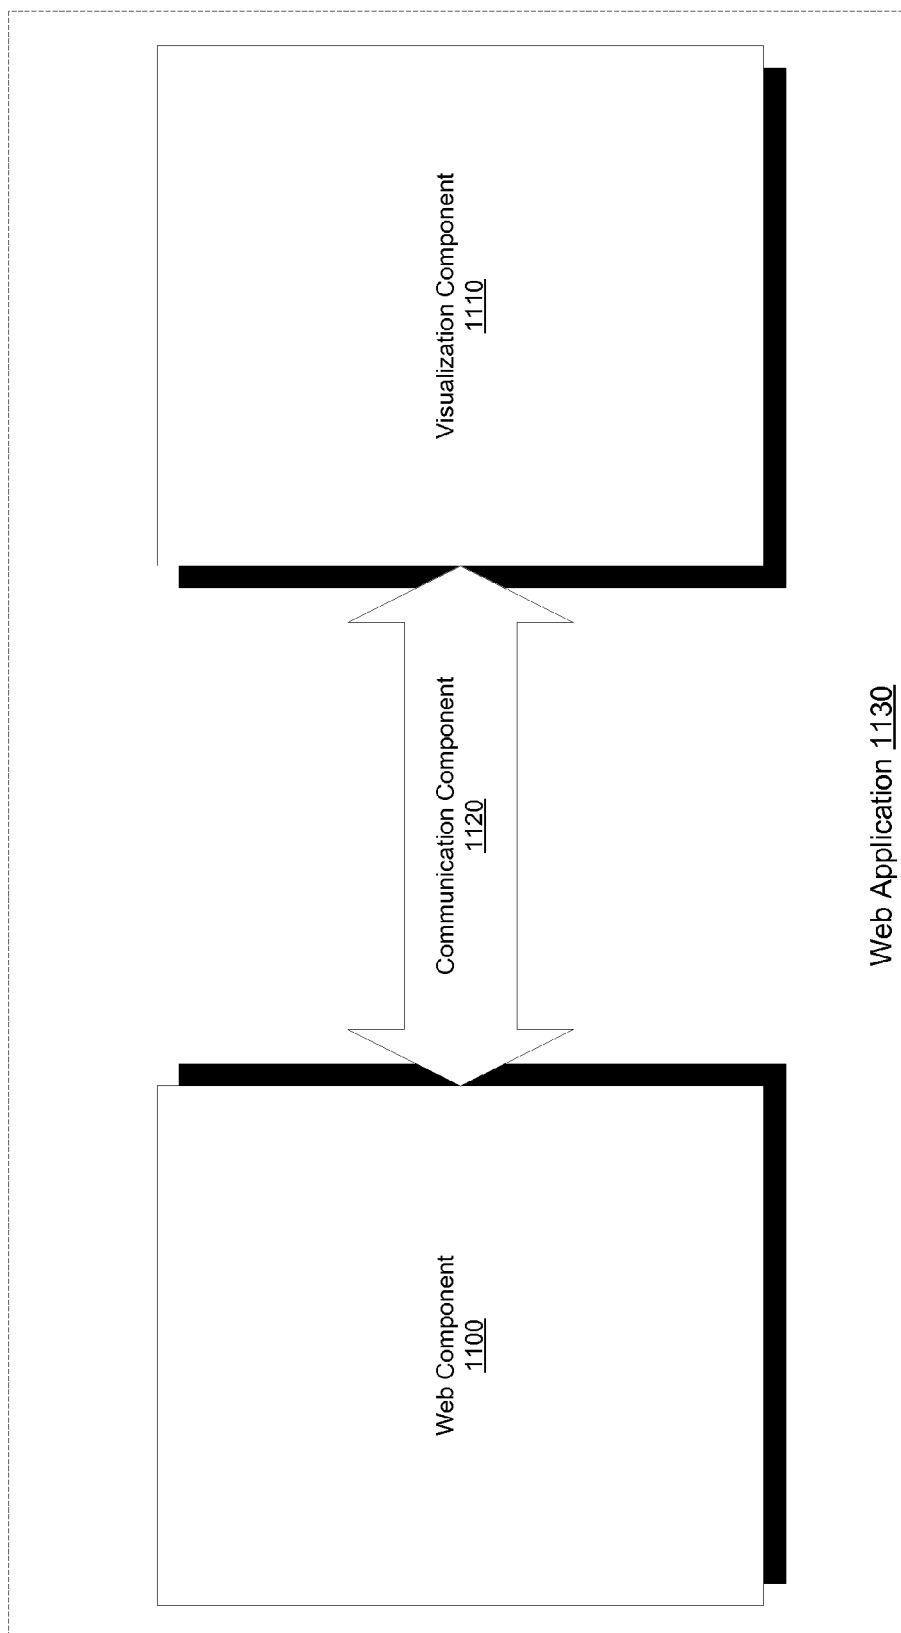 Web Component
1100
Communication Component
1120
Visualization Component
1110
Web Application 1130